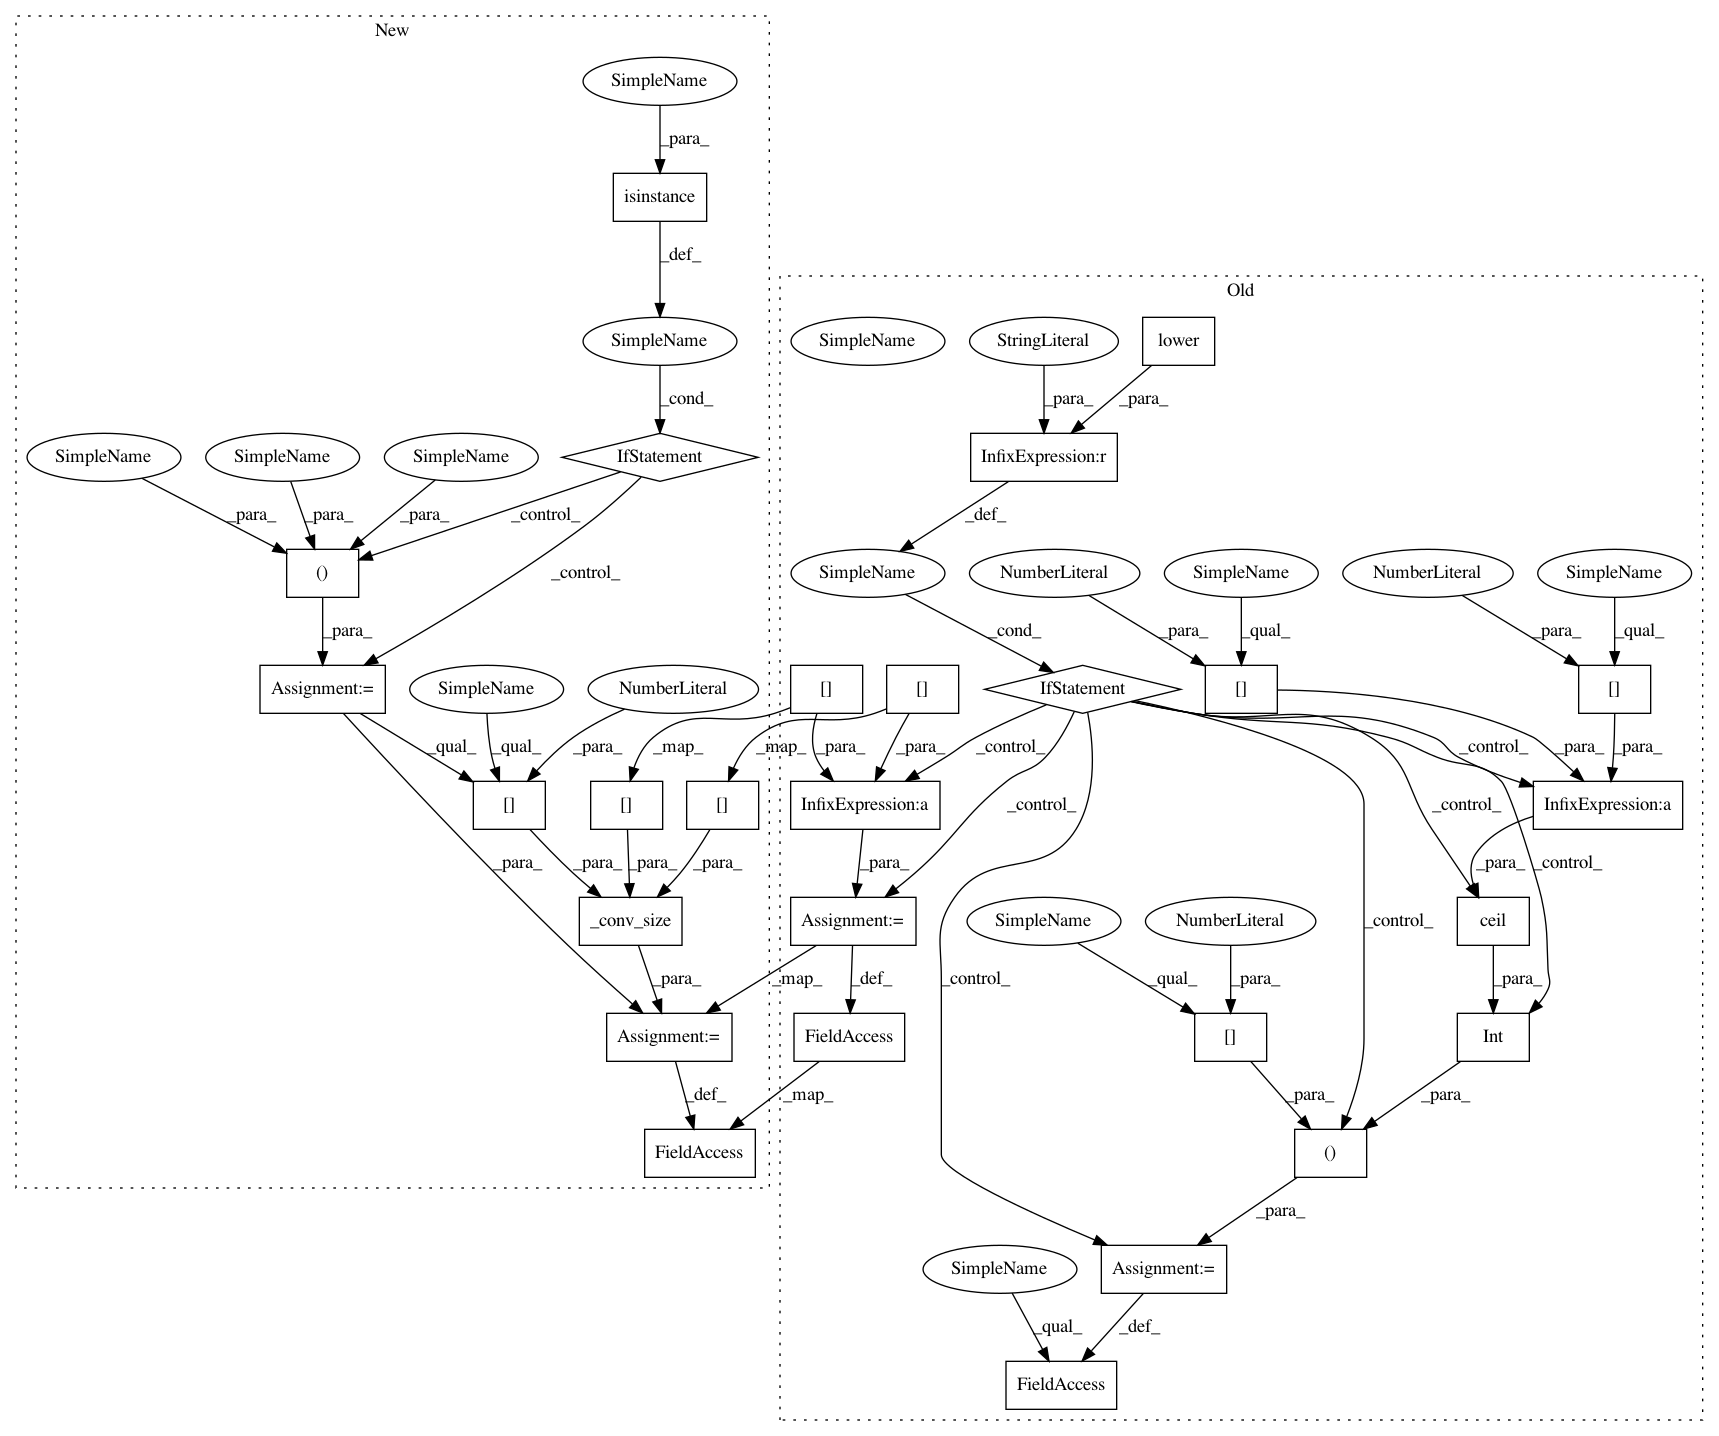 New
SimpleName
_para_
isinstance
_def_
Old
SimpleName
SimpleName
StringLiteral
lower
_cond_
_para_
_para_
SimpleName
SimpleName
SimpleName
IfStatement
InfixExpression:r
_para_
_para_
_para_
_control_
_def_
()
_control_
SimpleName
NumberLiteral
SimpleName
NumberLiteral
SimpleName
_para_
_cond_
_para_
_qual_
_para_
_qual_
Assignment:=
SimpleName
NumberLiteral
[]
[]
IfStatement
[]
[]
_qual_
_qual_
_para_
_map_
_map_
_para_
_para_
_control_
_control_
_para_
_para_
[]
[]
[]
InfixExpression:a
_control_
_control_
InfixExpression:a
_para_
_para_
_para_
_para_
_para_
_para_
_control_
_conv_size
Assignment:=
SimpleName
NumberLiteral
_control_
ceil
_para_
_map_
_def_
_control_
_qual_
_para_
_para_
Assignment:=
FieldAccess
[]
Int
_def_
_map_
_para_
_para_
FieldAccess
()
_para_
SimpleName
Assignment:=
_qual_
_def_
FieldAccess